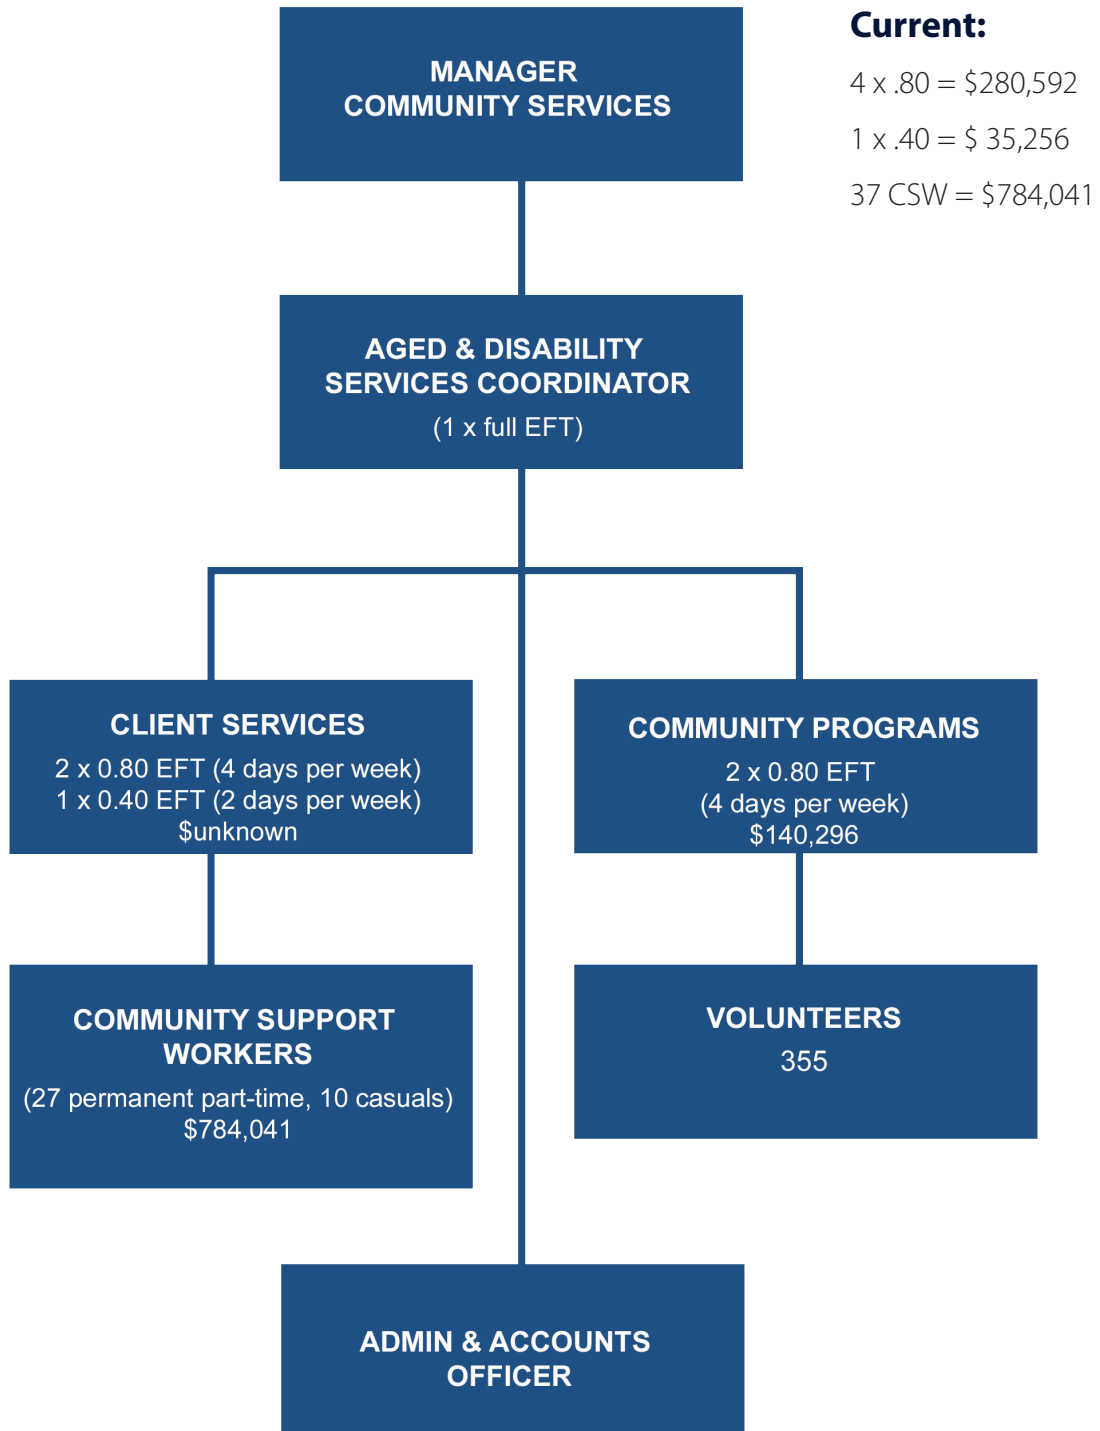 Current:
4 x .80 = $280,592
1 x .40 = $ 35,256
37 CSW = $784,041
MANAGER
COMMUNITY SERVICES
AGED & DISABILITY
SERVICES COORDINATOR
(1 x full EFT)
CLIENT SERVICES
2 x 0.80 EFT (4 days per week)
1 x 0.40 EFT (2 days per week)
$unknown
COMMUNITY PROGRAMS
2 x 0.80 EFT
(4 days per week)
$140,296
COMMUNITY SUPPORT
WORKERS
(27 permanent part-time, 10 casuals)
$784,041
VOLUNTEERS
355
ADMIN & ACCOUNTS
OFFICER